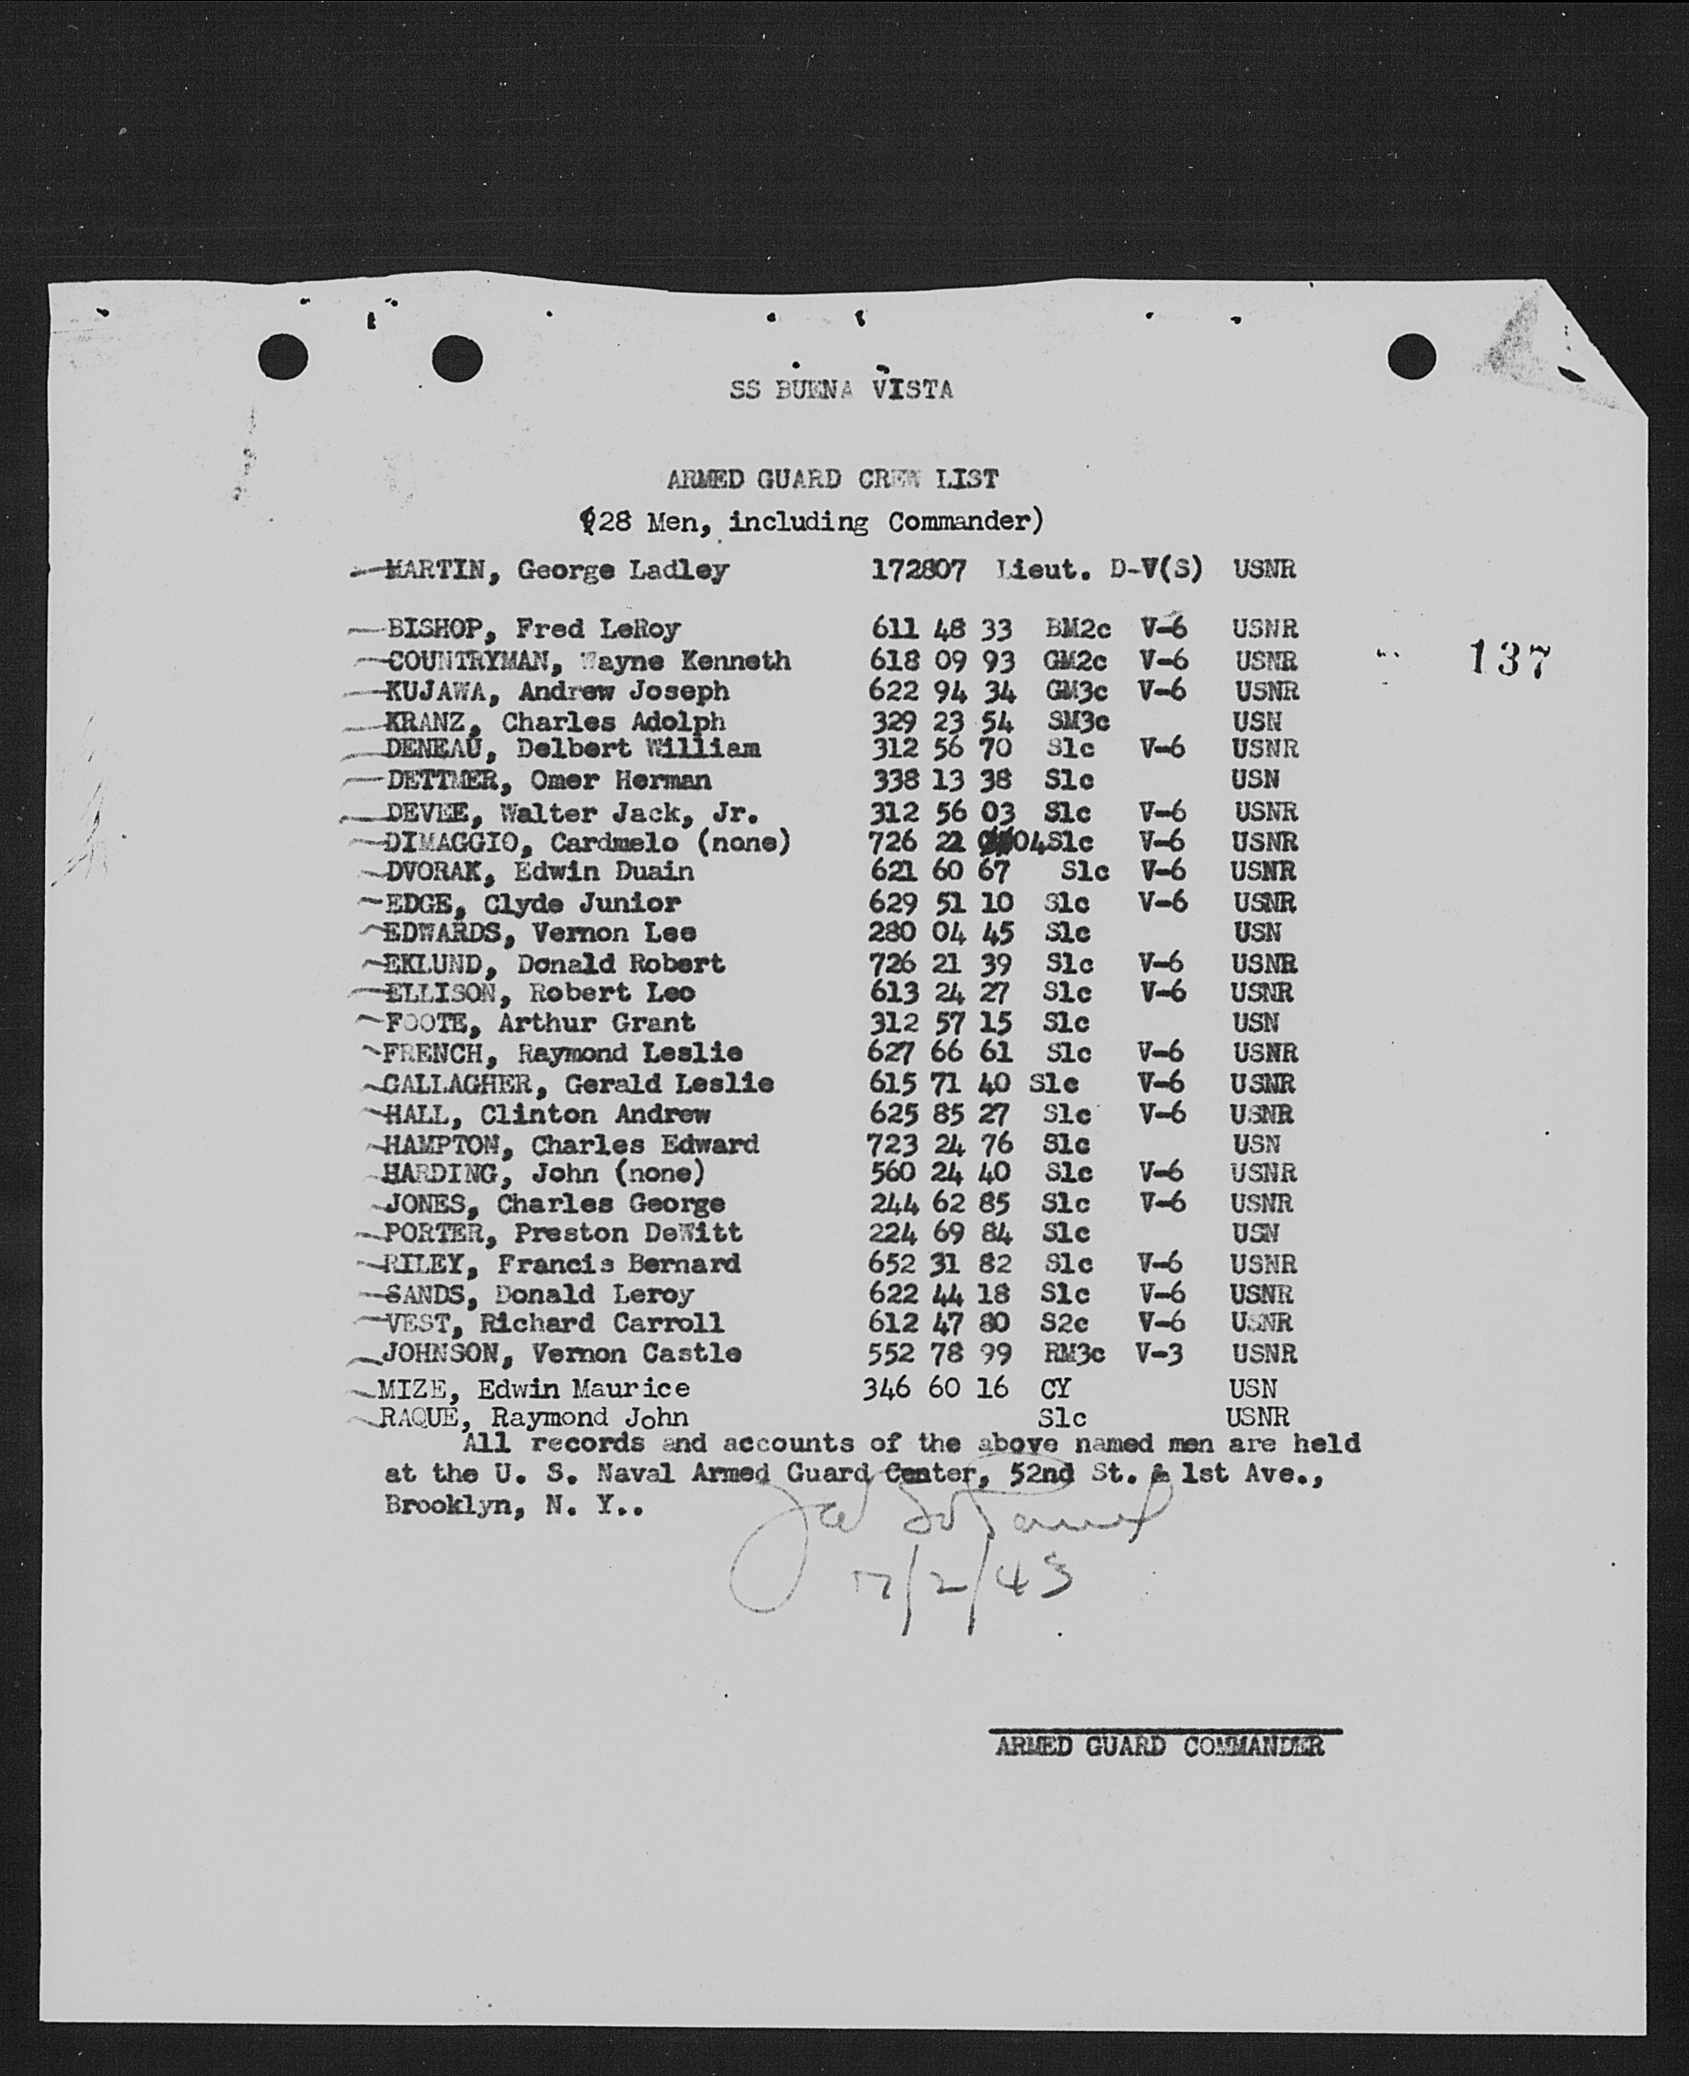 SS BUENA VISTA
ARMED GUARD CREW LIST
(28 Men, including Commander)
MARTIN, George Ladley 172807 Lieut. D-V(S) USNR
BISHOP, Fred LeRoy 611 48 33 BM2c V-6 USNR
COUNTRYMAN, Wayne Kenneth 618 09 93 GM2c V-6 USNR
137
KUJAWA, Andrew Joseph 622 94 34 GM3c V-6 USNR
KRANZ, Charles Adolph 329 23 54 SM3c USN
DENEAU, Delbert William 312 56 70 S1c V-6 USNR
DETTMER, Omer Herman 338 13 38 S1c USN
DEVEE, Walter Jack, Jr. 312 56 03 S1c V-6 USNR
DIMAGGIO, Cardmelo (none) 726 22 04 S1c V-6 USNR
DVORAK, Edwin Duain 621 60 67 S1c V-6 USNR
EDGE, Clyde Junior 629 51 10 S1c V-6 USNR
EDWARDS, Vernon Lee 280 04 45 S1c USN
EKLUND, Donald Robert 726 21 39 S1c V-6 USNR
ELLISON, Robert Leo 613 24 27 S1c V-6 USNR
FOOTE, Arthur Grant 312 57 15 S1c USN
FRENCH, Raymond Leslie 627 66 61 S1c V-6 USNR
GALLAGHER, Gerald Leslie 615 71 40 S1c V-6 USNR
HALL, Clinton Andrew 625 85 27 S1c V-6 USNR
HAMPTON, Charles Edward 723 24 76 S1c USN
HARDING, John (none) 560 24 40 S1c V-6 USNR
JONES, Charles George 244 62 85 S1c V-6 USNR
PORTER, Preston DeWitt 224 69 84 S1c USN
RILEY, Francis Bernard 652 31 82 S1c V-6 USNR
SANDS, Donald Leroy 622 44 18 S1c V-6 USNR
VEST, Richard Carroll 612 47 80 S2c V-6 USNR
JOHNSON, Vernon Castle 552 78 99 RM3c V-3 USNR
MIZE, Edwin Maurice 346 60 16 CY USN
RAQUE, Raymond John S1c USNR
All records and accounts of the above named men are held
at the U. S. Naval Armed Guard Center, 52nd St. & 1st Ave.,
Brooklyn, N. Y..
12/2/43
ARMED GUARD COMMANDER